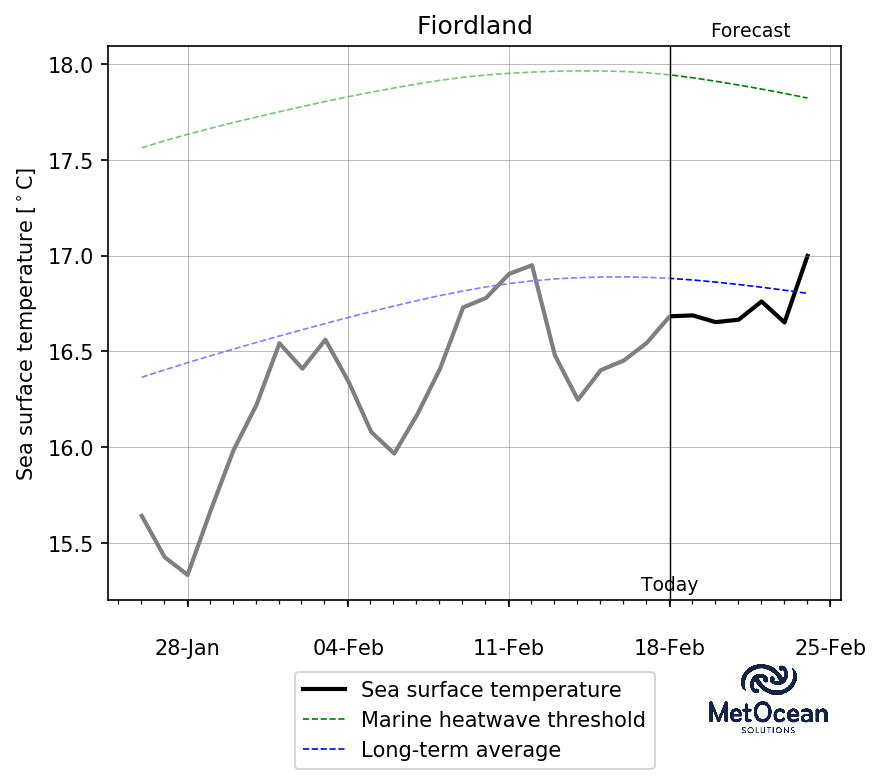 Fiordland
Forecast
Sea surface temperature [°C]
18.0
17.5
17.0
16.5
16.0
15.5
Today
28-Jan
04-Feb
11-Feb
18-Feb
25-Feb
Sea surface temperature
Marine heatwave threshold
Long-term average
MetOcean
SOLUTIONS